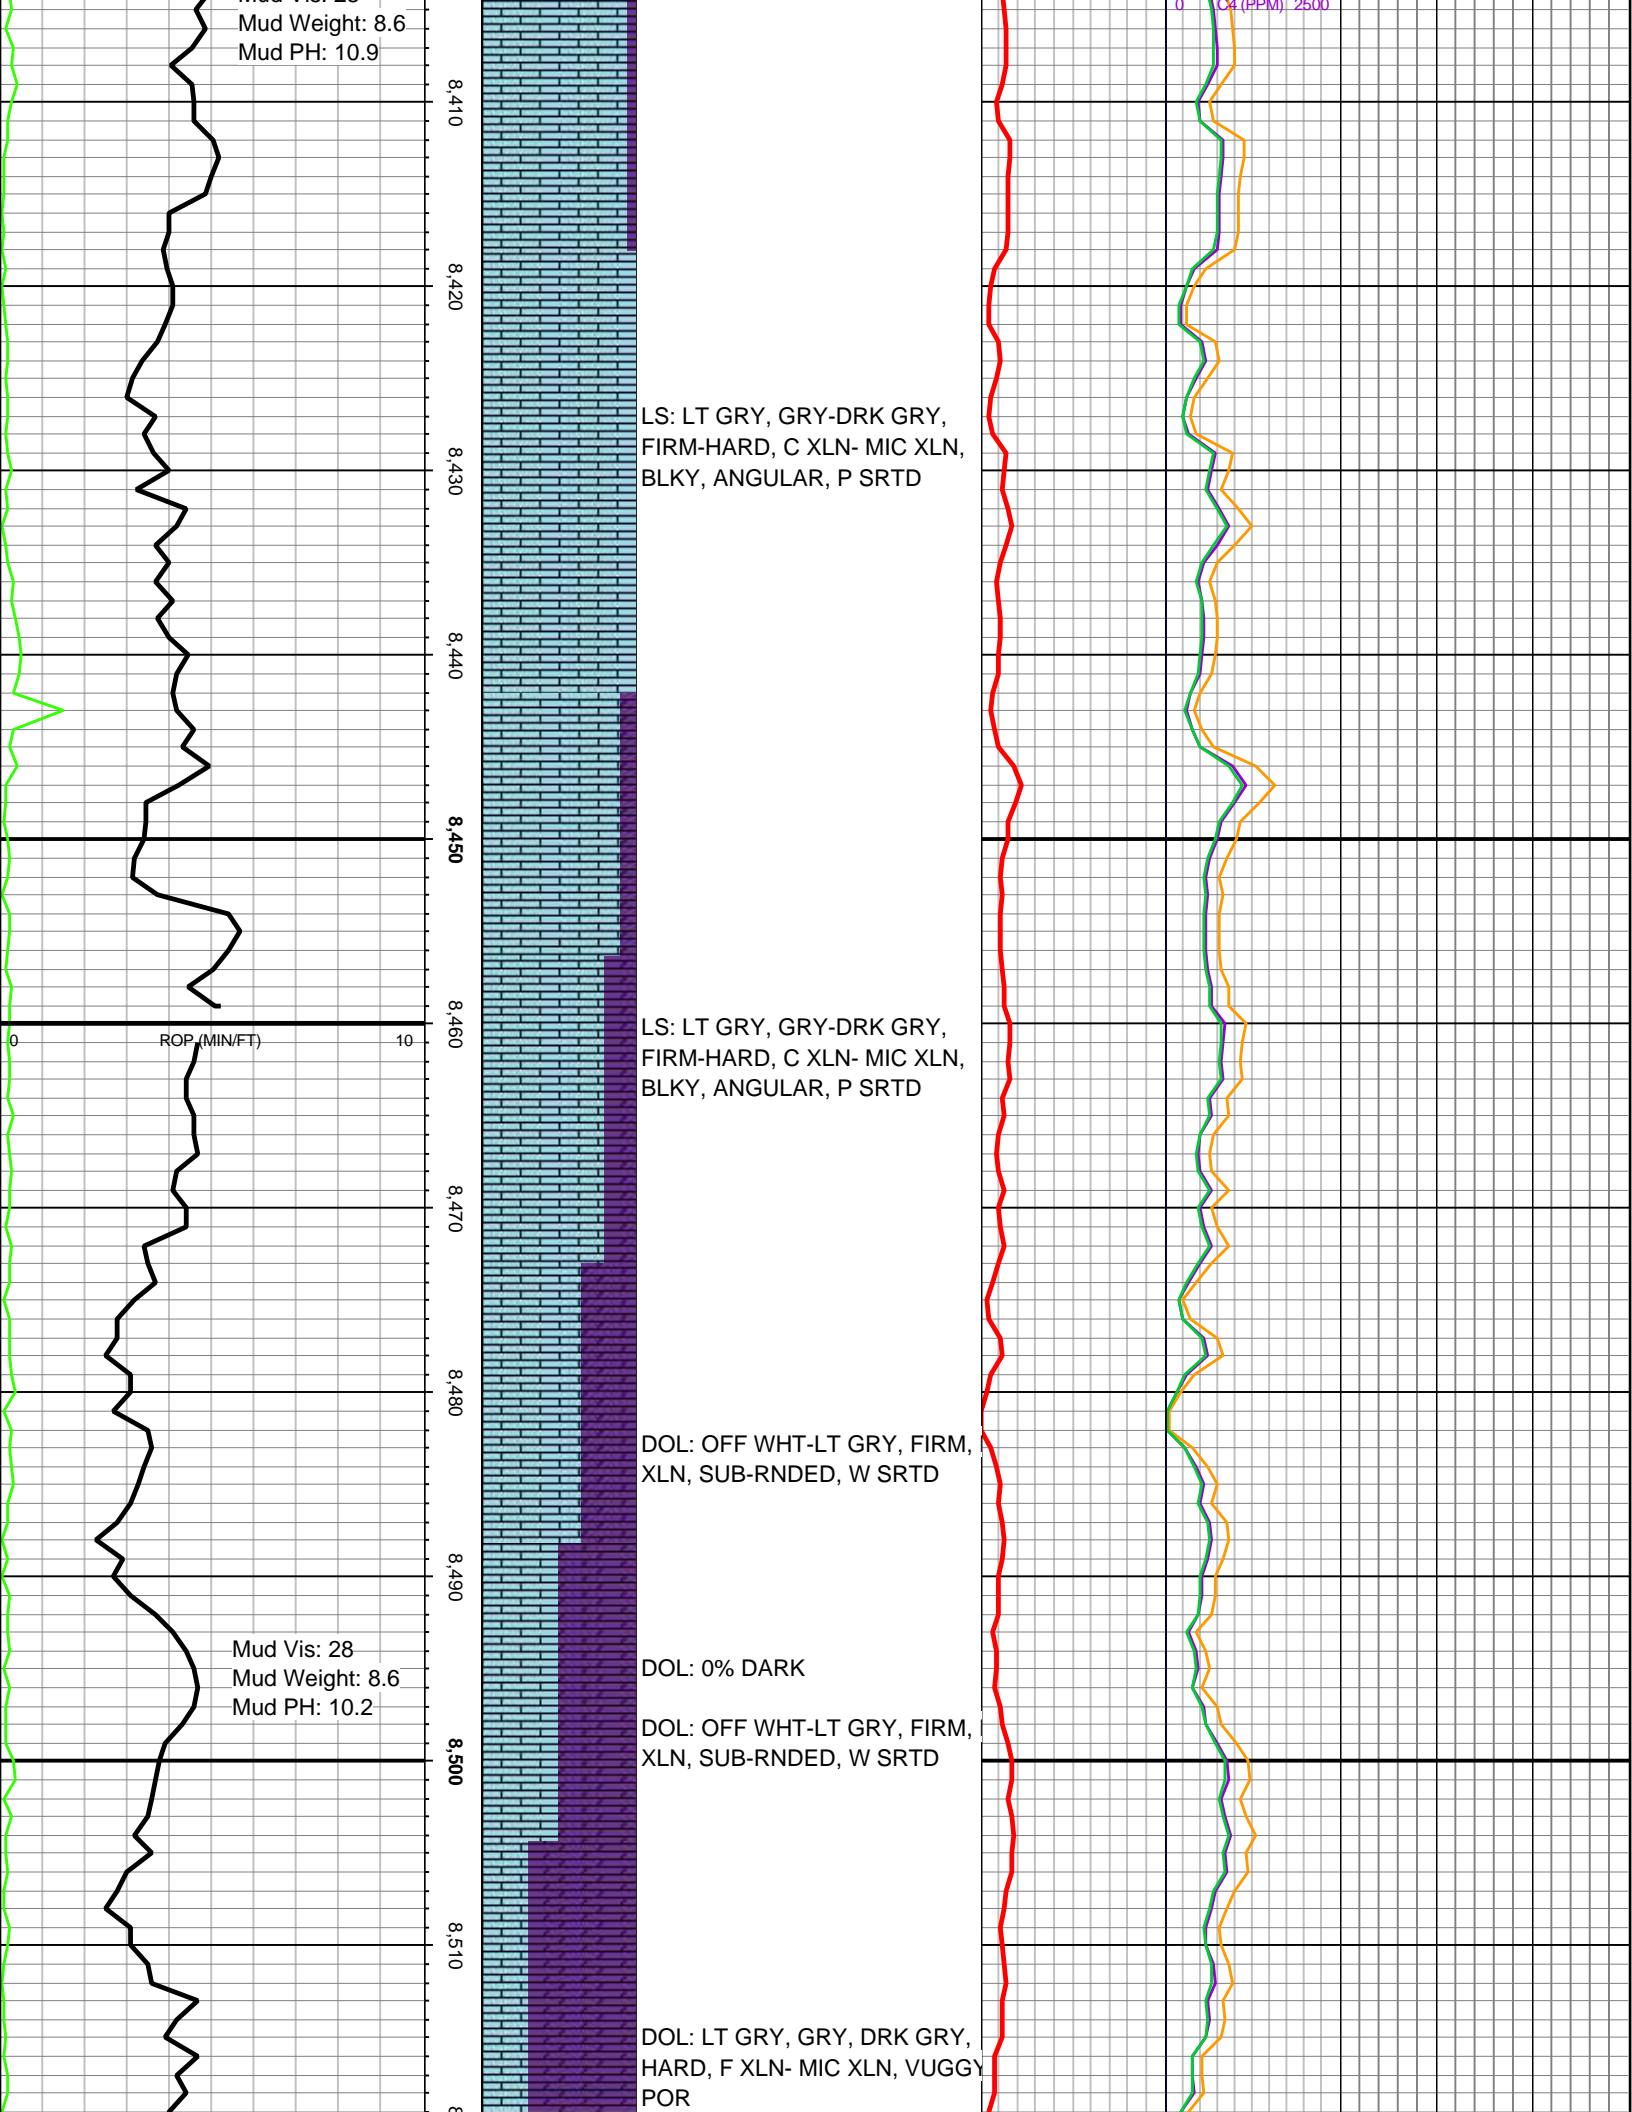 Mud Weight: 8.6
Mud PH: 10.9
0 C4 (PPM) 2500
8,410
8,420
LS: LT GRY, GRY-DRK GRY,
FIRM-HARD, C XLN- MIC XLN,
BLKY, ANGULAR, P SRTD
8,430
8,440
8,450
0 ROP (MIN/FT) 10
8,460
LS: LT GRY, GRY-DRK GRY,
FIRM-HARD, C XLN- MIC XLN,
BLKY, ANGULAR, P SRTD
8,470
8,480
DOL: OFF WHT-LT GRY, FIRM,
XLN, SUB-RNDED, W SRTD
8,490
Mud Vis: 28
Mud Weight: 8.6
Mud PH: 10.2
DOL: 0% DARK
DOL: OFF WHT-LT GRY, FIRM,
XLN, SUB-RNDED, W SRTD
8,500
8,510
DOL: LT GRY, GRY, DRK GRY,
HARD, F XLN- MIC XLN, VUGGY
POR